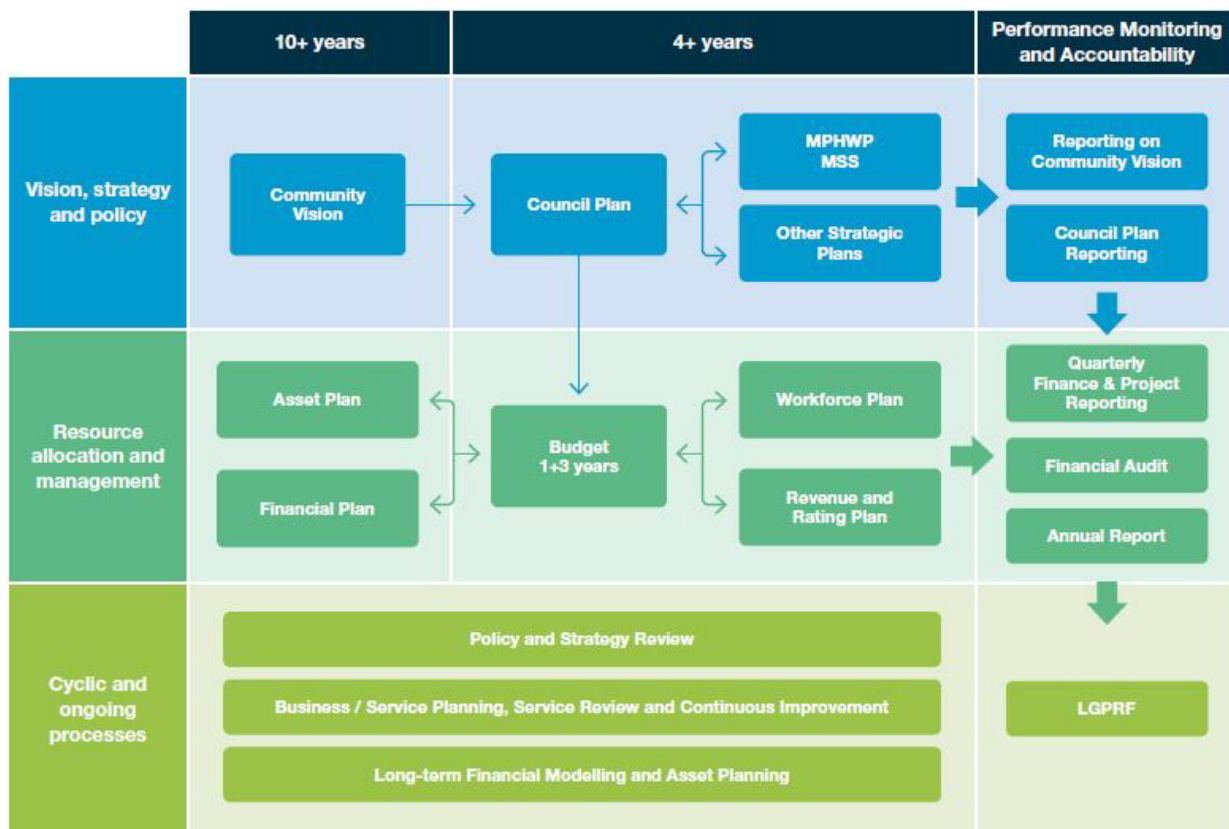 10+ years
4+ years
Performance Monitoring
and Accountability
Vision, strategy
and policy
Community
Vision
Council Plan
MPHWP
MSS
Other Strategic
Plans
Reporting on
Community Vision
Council Plan
Reporting
Resource
allocation and
management
Asset Plan
Financial Plan
Budget
1+3 years
Workforce Plan
Revenue and
Rating Plan
Quarterly
Finance & Project
Reporting
Financial Audit
Annual Report
Cyclic and
ongoing
processes
Policy and Strategy Review
Business / Service Planning, Service Review and Continuous Improvement
Long-term Financial Modelling and Asset Planning
LGPRF